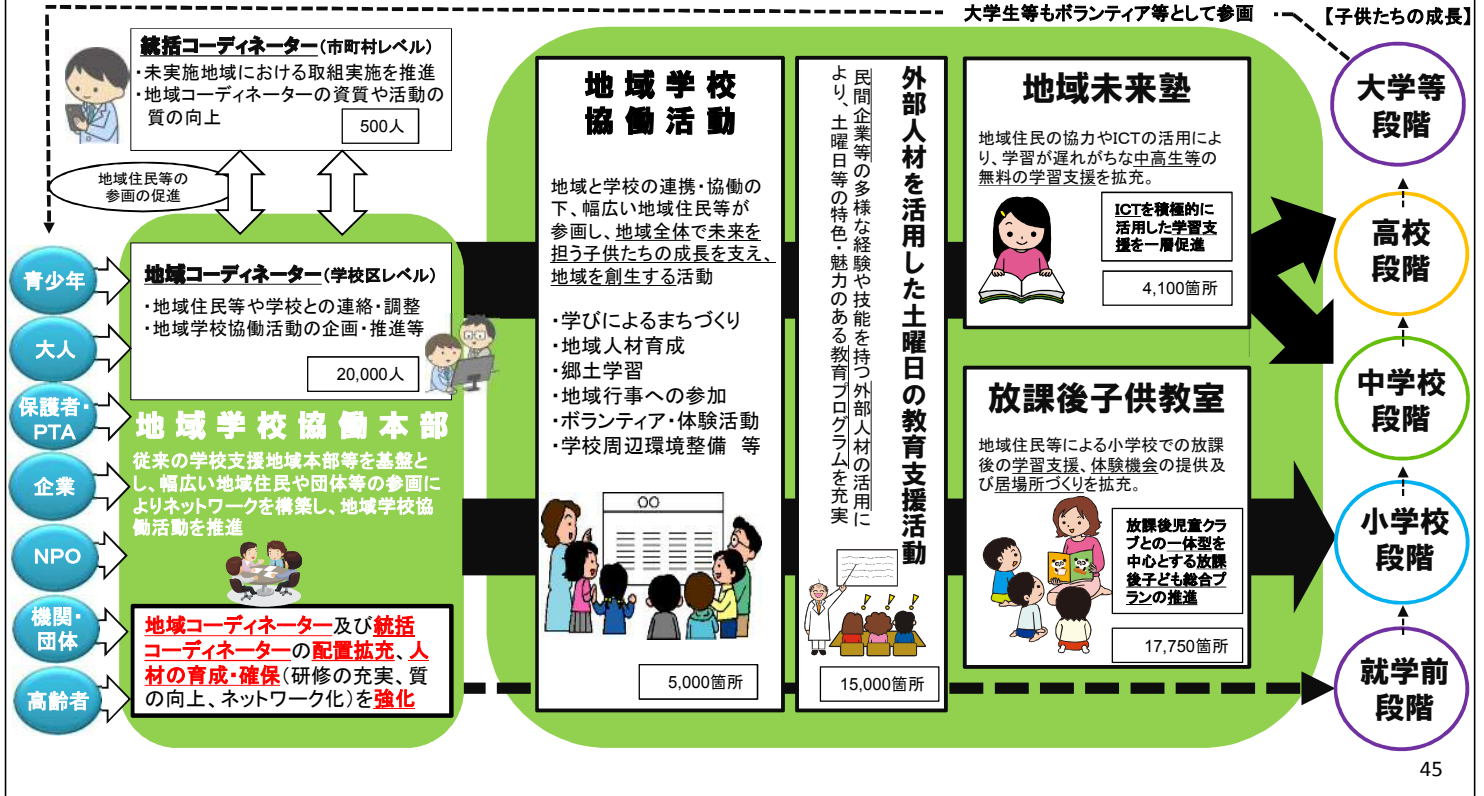 大学生等もボランティア等として参画
【子供たちの成長】
統括コーディネーター(市町村レベル)
・未実施地域における取組実施を推進
・地域コーディネーターの資質や活動の
質の向上
500人
地域住民等の
参画の促進
青少年
大人
保護者・
PTA
企業
NPO
機関・
団体
高齢者
地域コーディネーター(学校区レベル)
・地域住民等や学校との連絡・調整
・地域学校協働活動の企画・推進等
20,000人
地域学校協働本部
従来の学校支援地域本部等を基盤と
し、幅広い地域住民や団体等の参画に
よりネットワークを構築し、地域学校協
働活動を推進
地域コーディネーター及び統括
コーディネーターの配置拡充、人
材の育成・確保(研修の充実、質
の向上、ネットワーク化)を強化
地域学校
協働活動
地域と学校の連携・協働の
下、幅広い地域住民等が
参画し、地域全体で未来を
担う子供たちの成長を支え、
地域を創生する活動
・学びによるまちづくり
・地域人材育成
・郷土学習
・地域行事への参加
・ボランティア・体験活動
・学校周辺環境整備 等
○○
5,000箇所
外部人材を活用した土曜日の教育支援活動
民間企業等の多様な経験や技能を持つ外部人材の活用に
より、土曜日等の特色・魅力のある教育プログラムを充実
15,000箇所
地域未来塾
地域住民の協力やICTの活用によ
り、学習が遅れがちな中高生等の
無料の学習支援を拡充。
ICTを積極的に
活用した学習支
援を一層促進
4,100箇所
放課後子供教室
地域住民等による小学校での放課
後の学習支援、体験機会の提供及
び居場所づくりを拡充。
放課後児童クラ
ブとの一体型を
中心とする放課
後子ども総合プ
ランの推進
17,750箇所
大学等
段階
高校
段階
中学校
段階
小学校
段階
就学前
段階
45